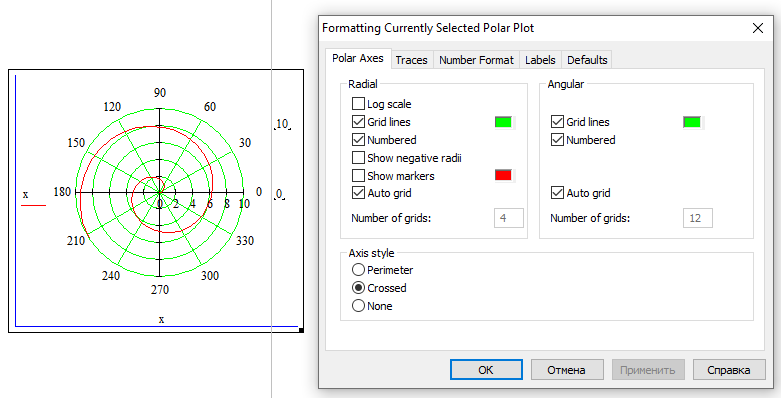 90
120 60
10
150 30
x 180 0 0
0 2 4 6 8 10
210 330
240 300
270
x
Formatting Currently Selected Polar Plot
Polar Axes Traces Number Format Labels Defaults
Radial Angular
Log scale
Grid lines Grid lines
Numbered Numbered
Show negative radii
Show markers
Auto grid Auto grid
Number of grids: 4 Number of grids: 12
Axis style
Perimeter
Crossed
None
ОК Отмена Применить Справка